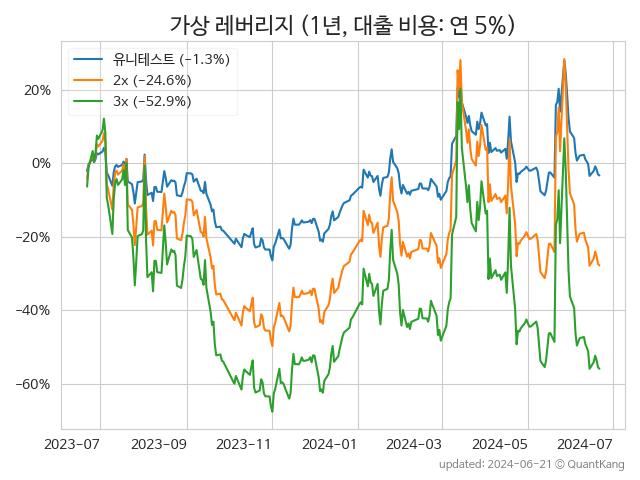 가상 레버리지 (1년, 대출 비용: 연 5%)
유니테스트 (−1.3%)
2x (−24.6%)
3x (−52.9%)
20%
0%
−20%
−40%
−60%
2023-07 2023-09 2023-11 2024-01 2024-03 2024-05 2024-07
updated: 2024-06-21 © QuantKang